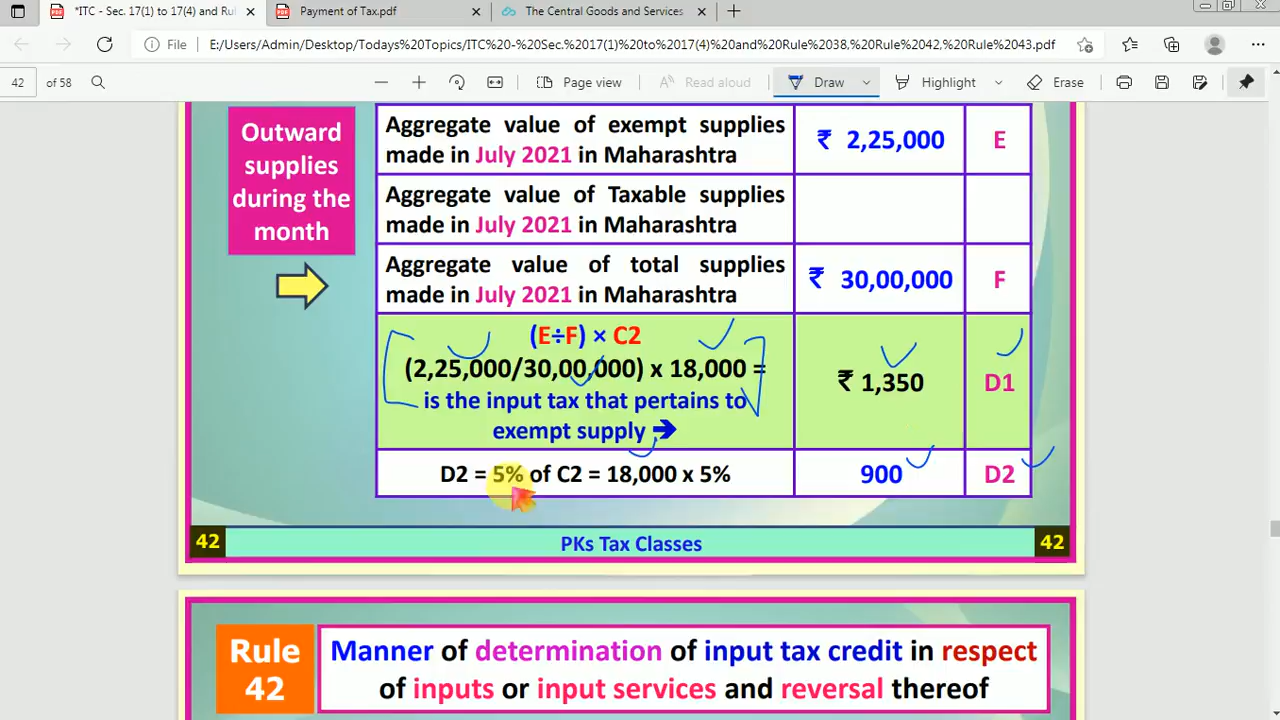 *ITC - Sec. 17(1) to 17(4) and Ru
Payment of Tax.pdf
The Central Goods and Services
File
E:/Users/Admin/Desktop/Todays%20Topics/ITC%20,%20Sec.%2017(1)%20to%2017(4)%20and%20Rule%2038,%20Rule%2042,%20Rule%2043.pdf
42 of 58
Page view
Read aloud
Draw
Highlight
Erase
Outward
supplies
during the
month
Aggregate value of exempt supplies
made in July 2021 in Maharashtra
₹ 2,25,000
E
Aggregate value of Taxable supplies
made in July 2021 in Maharashtra
Aggregate value of total supplies
made in July 2021 in Maharashtra
₹ 30,00,000
F
(E÷F) × C2
(2,25,000/30,00,000) x 18,000 =
is the input tax that pertains to
exempt supply ➔
₹ 1,350
D1
D2 = 5% of C2 = 18,000 x 5%
900
D2
42
PKs Tax Classes
42
Rule
42
Manner of determination of input tax credit in respect
of inputs or input services and reversal thereof